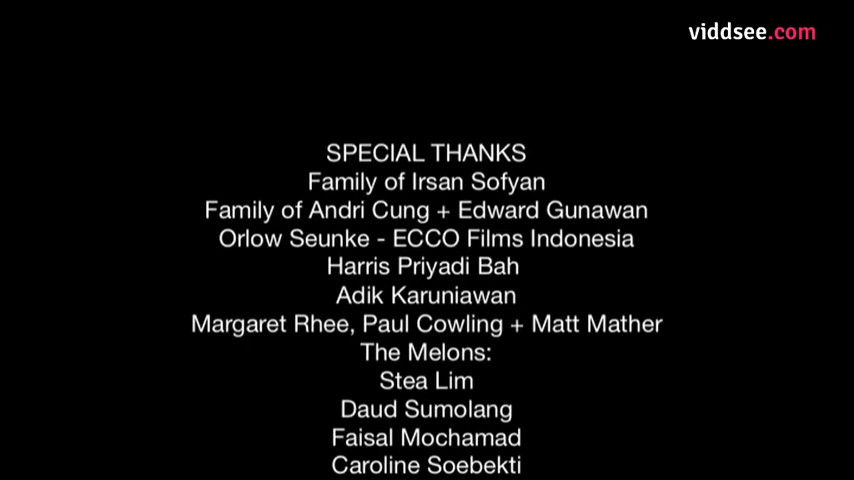 viddsee.com
SPECIAL THANKS
Family of Irsan Sofyan
Family of Andri Cung + Edward Gunawan
Orlow Seunke - ECCO Films Indonesia
Harris Priyadi Bah
Adik Karuniawan
Margaret Rhee, Paul Cowling + Matt Mather
The Melons:
Stea Lim
Daud Sumolang
Faisal Mochamad
Caroline Soebekti